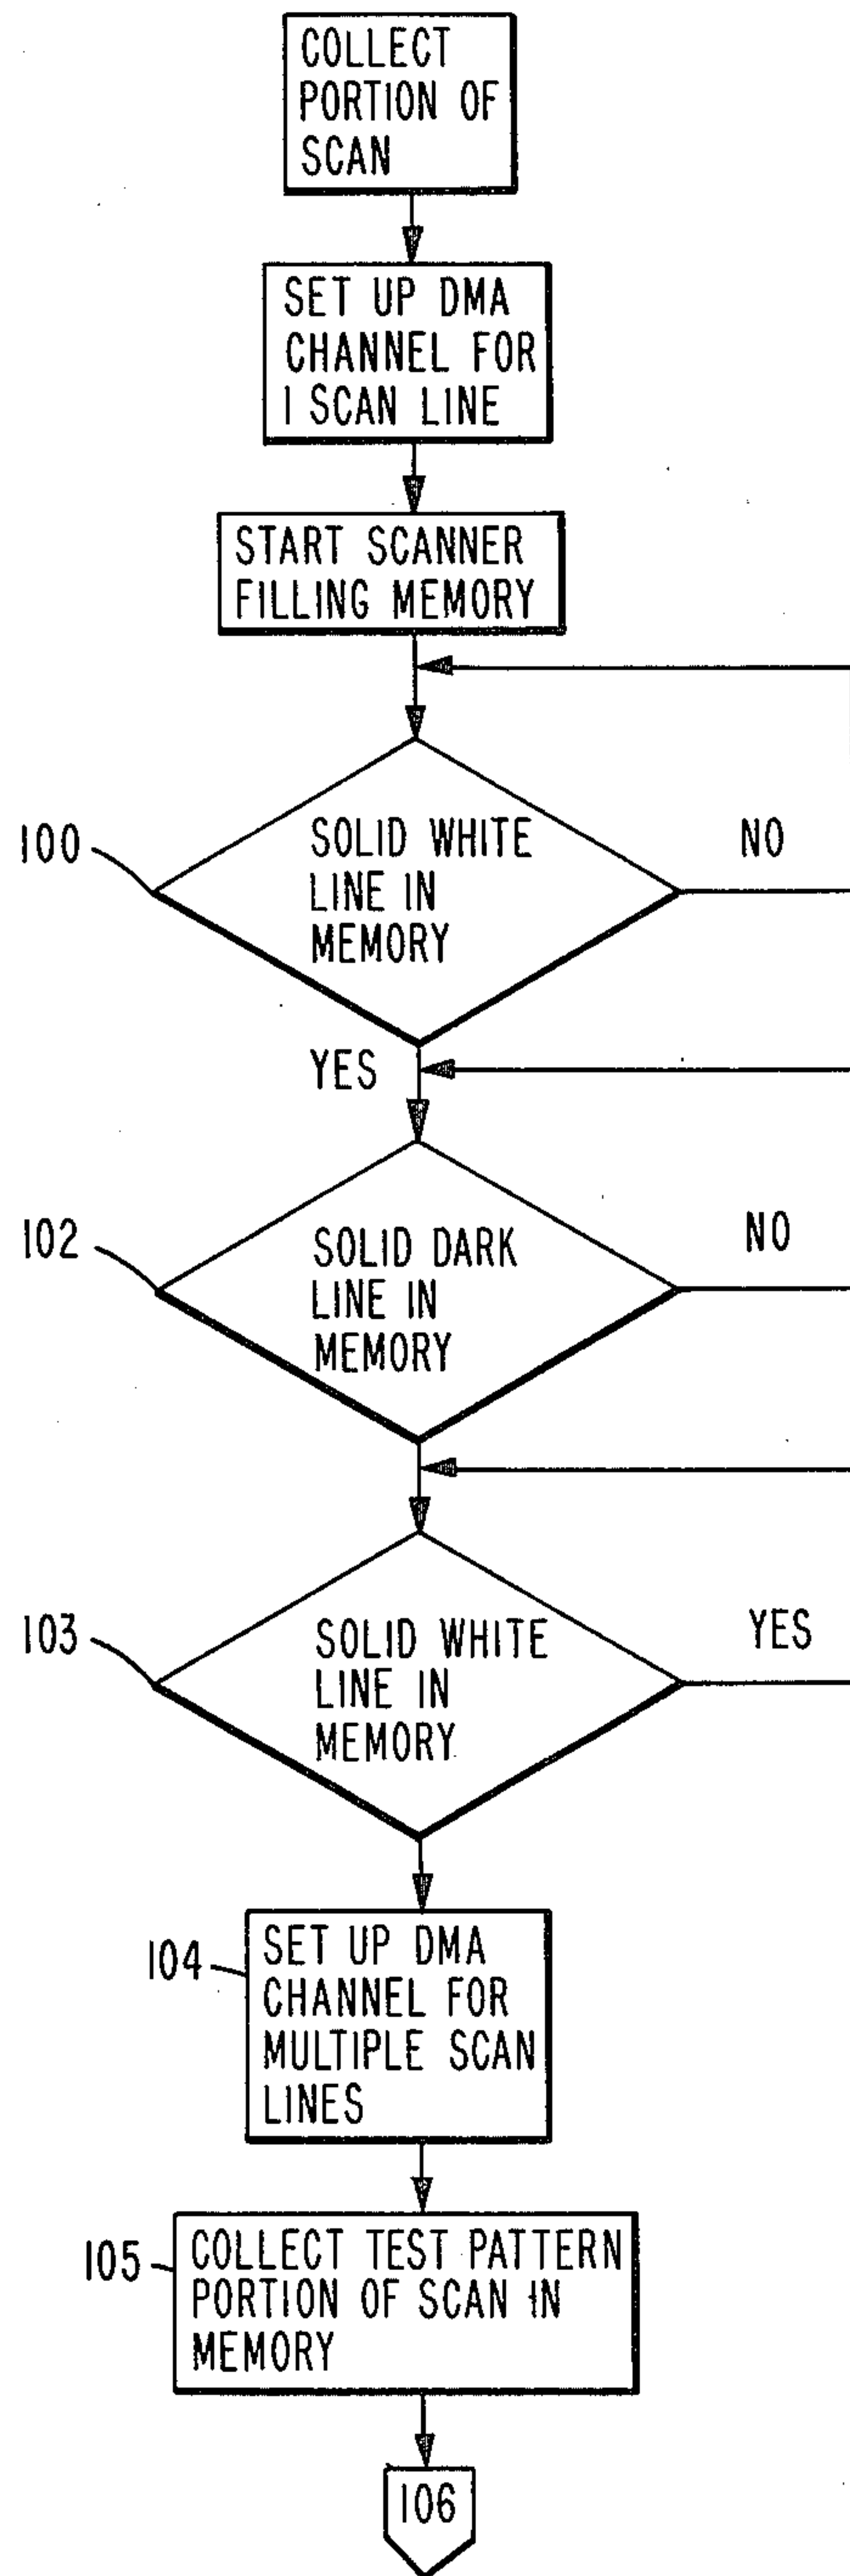 COLLECT
PORTION OF
SCAN
SET UP DMA
CHANNEL FOR
1 SCAN LINE
START SCANNER
FILLING MEMORY
100
SOLID WHITE
LINE IN
MEMORY
NO
YES
102
SOLID DARK
LINE IN
MEMORY
NO
103
SOLID WHITE
LINE IN
MEMORY
YES
104
SET UP DMA
CHANNEL FOR
MULTIPLE SCAN
LINES
105
COLLECT TEST PATTERN
PORTION OF SCAN IN
MEMORY
106